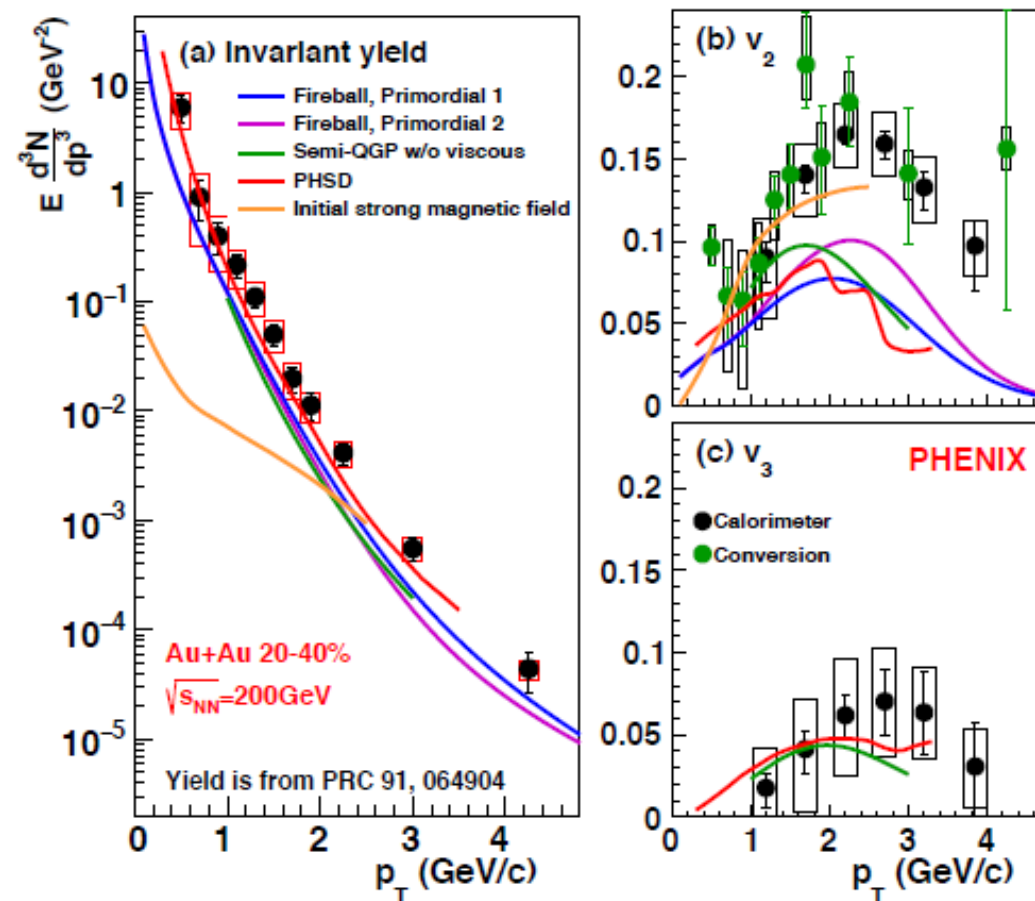 (a) Invariant yield
Fireball, Primordial 1
Fireball, Primordial 2
Semi-QGP w/o viscous
PHSD
Initial strong magnetic field
E d³N/dp³ (GeV⁻²)
10
1
10⁻¹
10⁻²
10⁻³
10⁻⁴
10⁻⁵
Au+Au 20-40%
√sNN=200GeV
Yield is from PRC 91, 064904
0 1 2 3 4
pT (GeV/c)
(b) v₂
0.2
0.15
0.1
0.05
0
(c) v₃
PHENIX
Calorimeter
Conversion
0.2
0.15
0.1
0.05
0
0 1 2 3 4
pT (GeV/c)